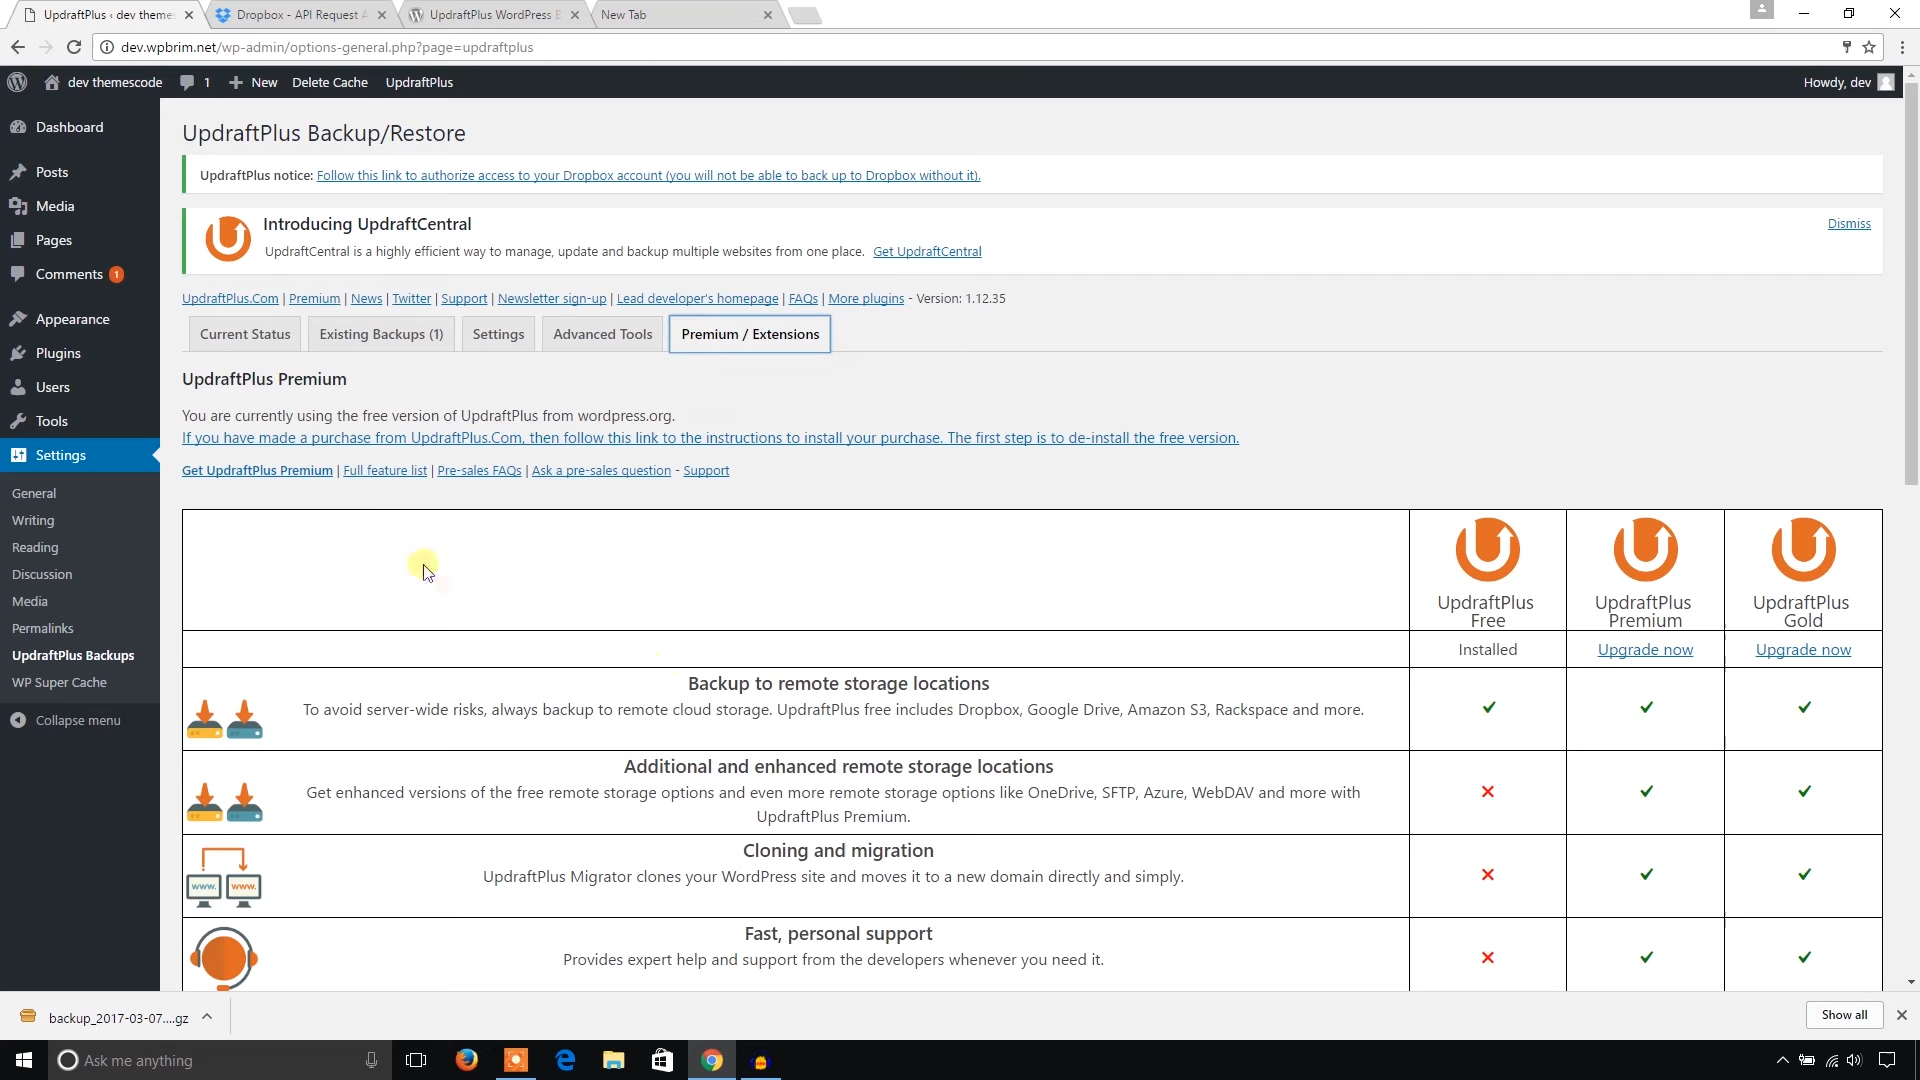 UpdraftPlus ‹ dev theme
Dropbox - API Request A
UpdraftPlus WordPress B
New Tab
dev.wpbrim.net/wp-admin/options-general.php?page=updraftplus
dev themescode
1
New
Delete Cache
UpdraftPlus
Howdy, dev
Dashboard
Posts
Media
Pages
Comments 1
Appearance
Plugins
Users
Tools
Settings
General
Writing
Reading
Discussion
Media
Permalinks
UpdraftPlus Backups
WP Super Cache
Collapse menu
UpdraftPlus Backup/Restore
UpdraftPlus notice: Follow this link to authorize access to your Dropbox account (you will not be able to back up to Dropbox without it).
Introducing UpdraftCentral
Dismiss
UpdraftCentral is a highly efficient way to manage, update and backup multiple websites from one place. Get UpdraftCentral
UpdraftPlus.Com | Premium | News | Twitter | Support | Newsletter sign-up | Lead developer's homepage | FAQs | More plugins - Version: 1.12.35
Current Status
Existing Backups (1)
Settings
Advanced Tools
Premium / Extensions
UpdraftPlus Premium
You are currently using the free version of UpdraftPlus from wordpress.org.
If you have made a purchase from UpdraftPlus.Com, then follow this link to the instructions to install your purchase. The first step is to de-install the free version.
Get UpdraftPlus Premium | Full feature list | Pre-sales FAQs | Ask a pre-sales question - Support
UpdraftPlus
Free
UpdraftPlus
Premium
UpdraftPlus
Gold
Installed
Upgrade now
Upgrade now
Backup to remote storage locations
To avoid server-wide risks, always backup to remote cloud storage. UpdraftPlus free includes Dropbox, Google Drive, Amazon S3, Rackspace and more.
Additional and enhanced remote storage locations
Get enhanced versions of the free remote storage options and even more remote storage options like OneDrive, SFTP, Azure, WebDAV and more with
UpdraftPlus Premium.
Cloning and migration
www.
www.
UpdraftPlus Migrator clones your WordPress site and moves it to a new domain directly and simply.
Fast, personal support
Provides expert help and support from the developers whenever you need it.
backup_2017-03-07....gz
Show all
Ask me anything